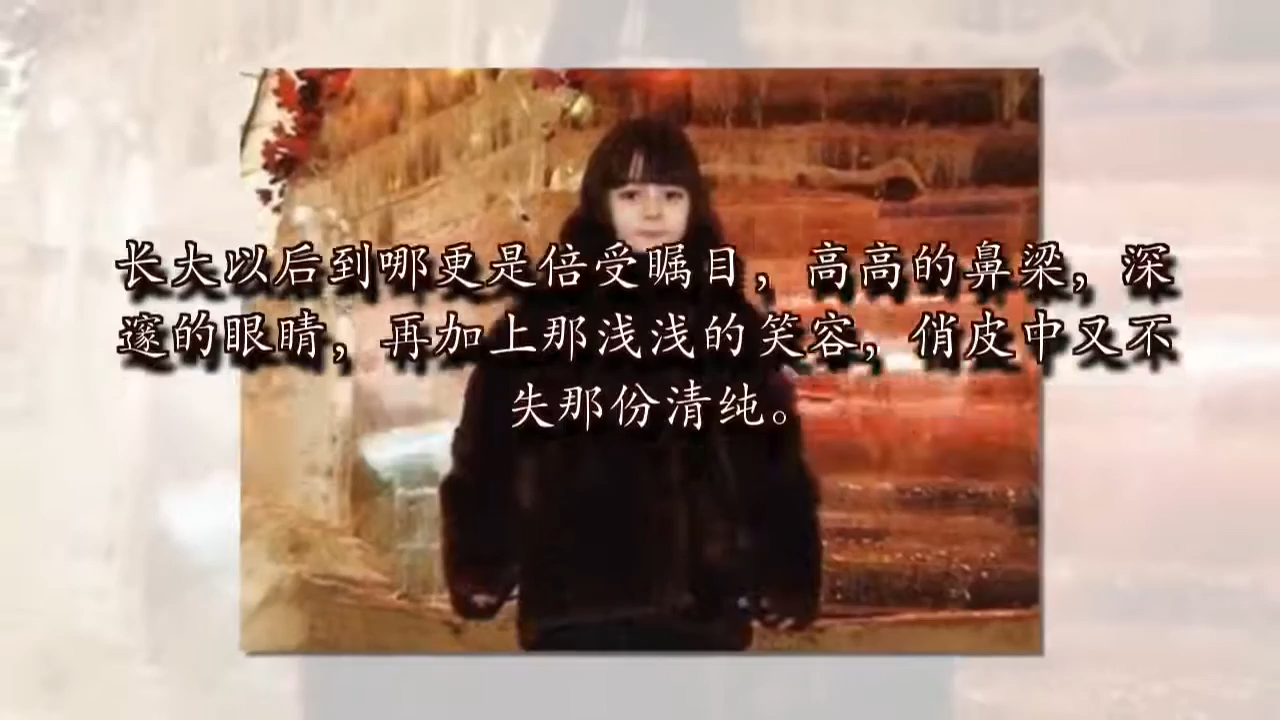 长大以后到哪更是倍受瞩目，高高的鼻梁，深
邃的眼睛，再加上那浅浅的笑容，俏皮中又不
失那份清纯。